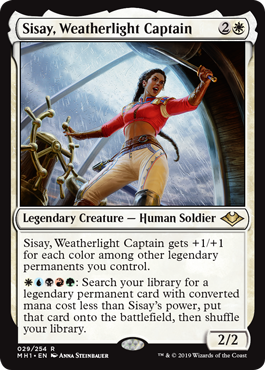 Sisay, Weatherlight Captain 2
Legendary Creature — Human Soldier
Sisay, Weatherlight Captain gets +1/+1
for each color among other legendary
permanents you control.
: Search your library for a
legendary permanent card with converted
mana cost less than Sisay's power, put
that card onto the battlefield, then shuffle
your library.
2/2
029/254 R
MH1 • EN Anna Steinbauer ™ & © 2019 Wizards of the Coast